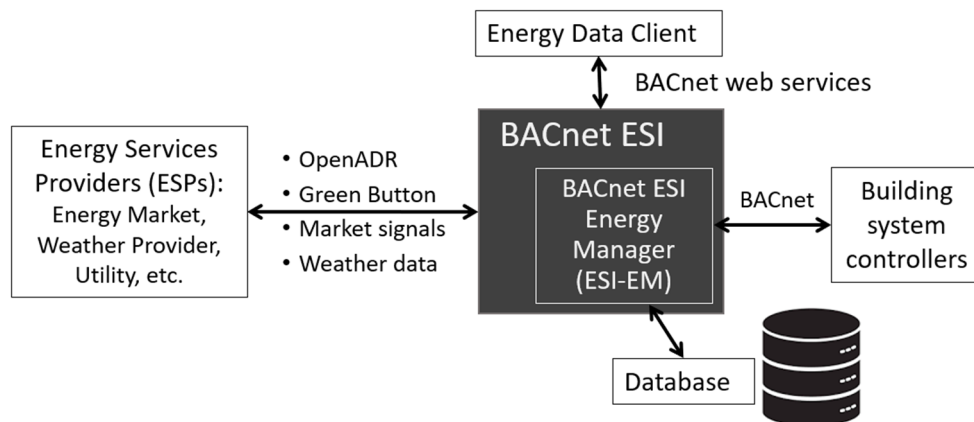 Energy Data Client
BACnet web services
Energy Services
Providers (ESPs):
Energy Market,
Weather Provider,
Utility, etc.
• OpenADR
• Green Button
• Market signals
• Weather data
BACnet ESI
BACnet ESI
Energy
Manager
(ESI-EM)
BACnet
Building
system
controllers
Database